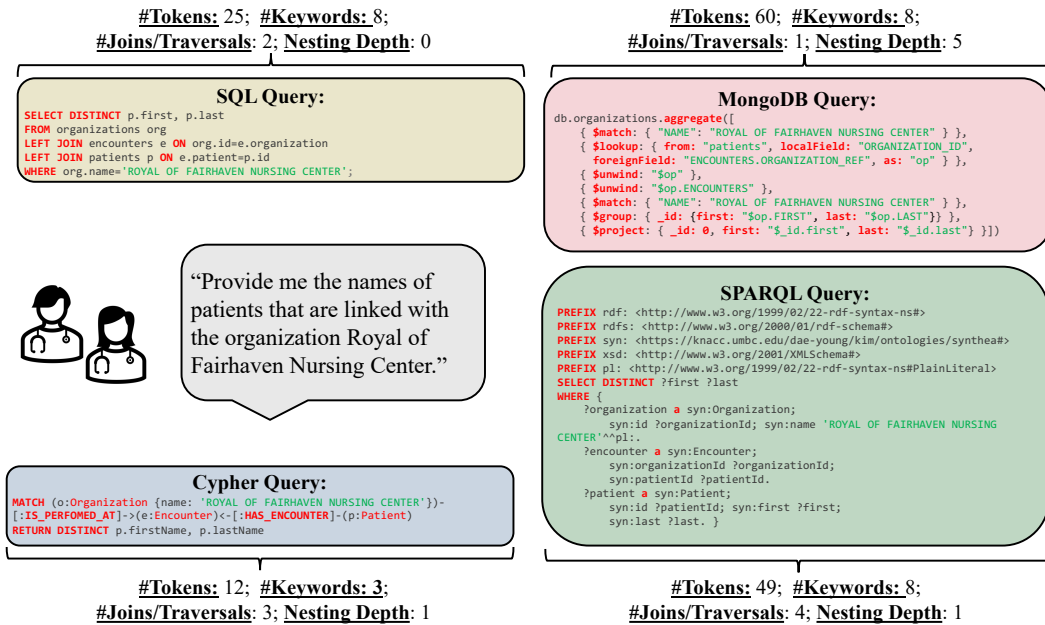 #Tokens: 25; #Keywords: 8;
#Joins/Traversals: 2; Nesting Depth: 0
SQL Query:
SELECT DISTINCT p.first, p.last
FROM organizations org
LEFT JOIN encounters e ON org.id=e.organization
LEFT JOIN patients p ON e.patient=p.id
WHERE org.name='ROYAL OF FAIRHAVEN NURSING CENTER';
#Tokens: 60; #Keywords: 8;
#Joins/Traversals: 1; Nesting Depth: 5
MongoDB Query:
db.organizations.aggregate([
{ $match: { "NAME": "ROYAL OF FAIRHAVEN NURSING CENTER" } },
{ $lookup: { from: "patients", localField: "ORGANIZATION_ID",
foreignField: "ENCOUNTERS.ORGANIZATION_REF", as: "op" } },
{ $unwind: "$op" },
{ $unwind: "$op.ENCOUNTERS" },
{ $match: { "NAME": "ROYAL OF FAIRHAVEN NURSING CENTER" } },
{ $group: { _id: {first: "$op.FIRST", last: "$op.LAST"}} },
{ $project: { _id: 0, first: "$_id.first", last: "$_id.last"} }])
“Provide me the names of
patients that are linked with
the organization Royal of
Fairhaven Nursing Center.”
SPARQL Query:
PREFIX rdf: <http://www.w3.org/1999/02/22-rdf-syntax-ns#>
PREFIX rdfs: <http://www.w3.org/2000/01/rdf-schema#>
PREFIX syn: <https://knacc.umbc.edu/dae-young/kim/ontologies/synthea#>
PREFIX xsd: <http://www.w3.org/2001/XMLSchema#>
PREFIX pl: <http://www.w3.org/1999/02/22-rdf-syntax-ns#PlainLiteral>
SELECT DISTINCT ?first ?last
WHERE {
?organization a syn:Organization;
syn:id ?organizationId; syn:name 'ROYAL OF FAIRHAVEN NURSING
CENTER'^^pl:.
?encounter a syn:Encounter;
syn:organizationId ?organizationId;
syn:patientId ?patientId.
?patient a syn:Patient;
syn:id ?patientId; syn:first ?first;
syn:last ?last. }
Cypher Query:
MATCH (o:Organization {name: 'ROYAL OF FAIRHAVEN NURSING CENTER'})-
[:IS_PERFOMED_AT]->(e:Encounter)<-[:HAS_ENCOUNTER]-(p:Patient)
RETURN DISTINCT p.firstName, p.lastName
#Tokens: 12; #Keywords: 3;
#Joins/Traversals: 3; Nesting Depth: 1
#Tokens: 49; #Keywords: 8;
#Joins/Traversals: 4; Nesting Depth: 1